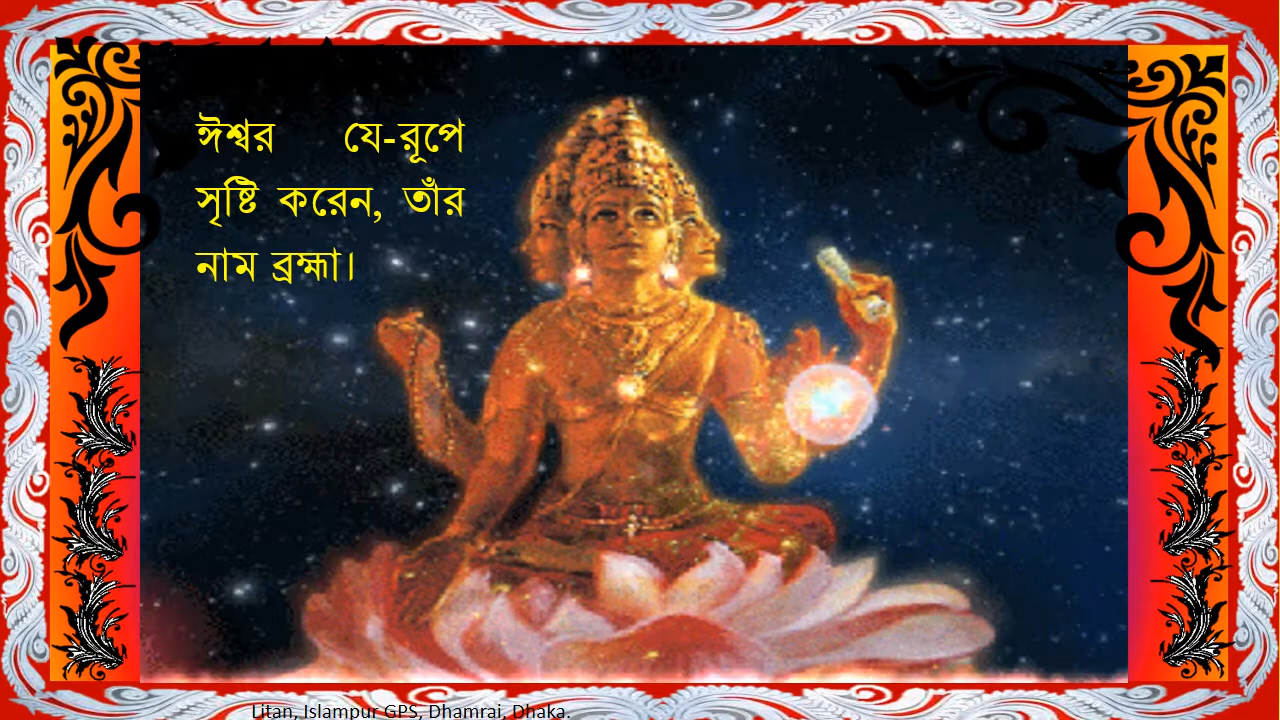 ঈশ্বর যে-রূপে
সৃষ্টি করেন, তাঁর
নাম ব্রহ্মা।
Litan, Islampur GPS, Dhamrai, Dhaka.